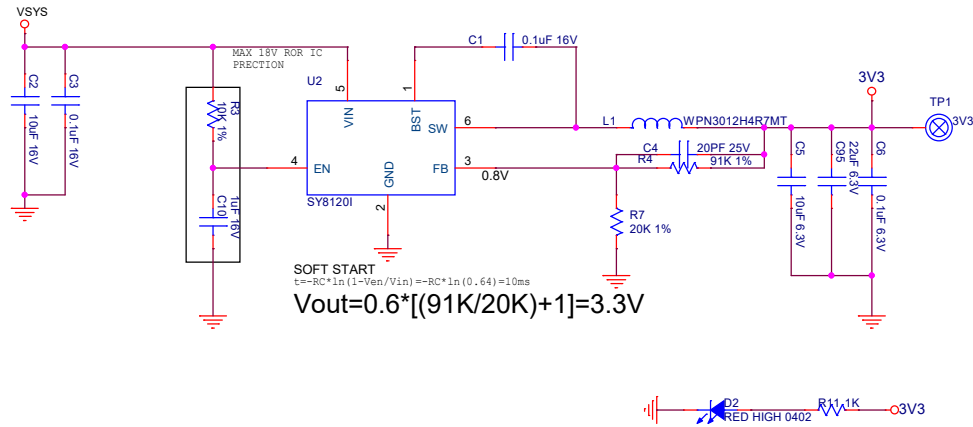 VSYS
MAX 18V ROR IC
PRECTION
C1
0.1uF 16V
U2
C2
10uF 16V
C3
0.1uF 16V
R3
10K 1%
5
VIN
1
BST
SW
6
L1
WPN3012H4R7MT
3V3
TP1
3V3
4
EN
GND
FB
3
0.8V
C4
20PF 25V
R4
91K 1%
C5
10uF 6.3V
C95
22uF 6.3V
C6
0.1uF 6.3V
1uF 16V
C10
SY8120I
2
R7
20K 1%
SOFT START
t=-RC*ln(1-Ven/Vin)=-RC*ln(0.64)=10ms
Vout=0.6*[(91K/20K)+1]=3.3V
D2
RED HIGH 0402
R11 1K
3V3